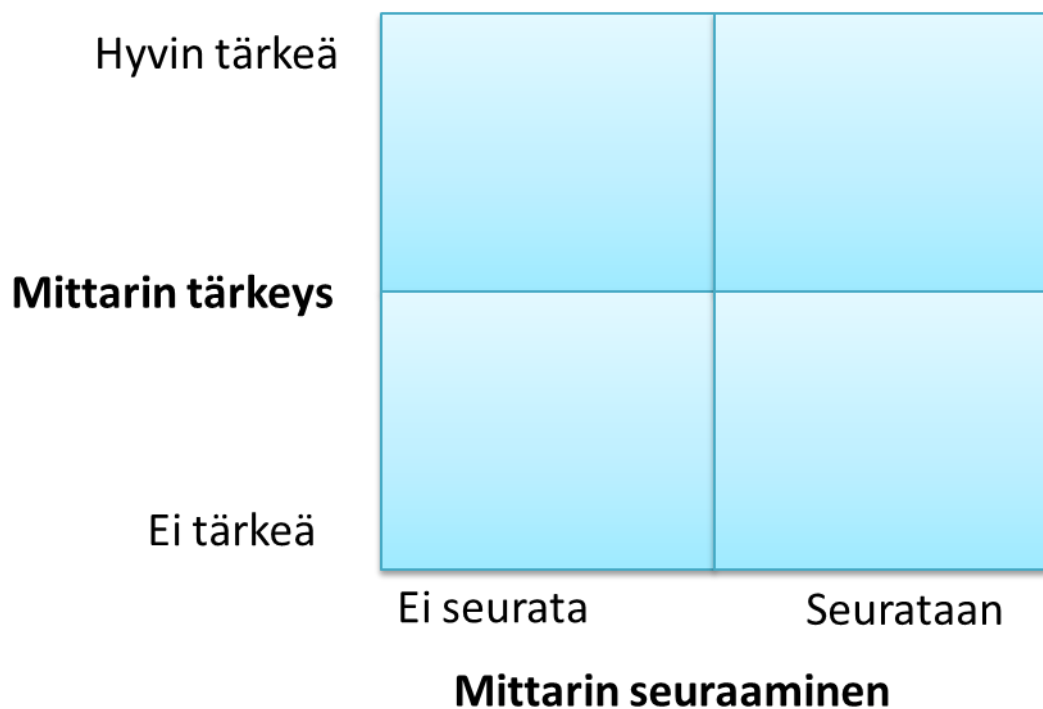 Hyvin tärkeä
Mittarin tärkeys
Ei tärkeä
Ei seurata
Seurataan
Mittarin seuraaminen